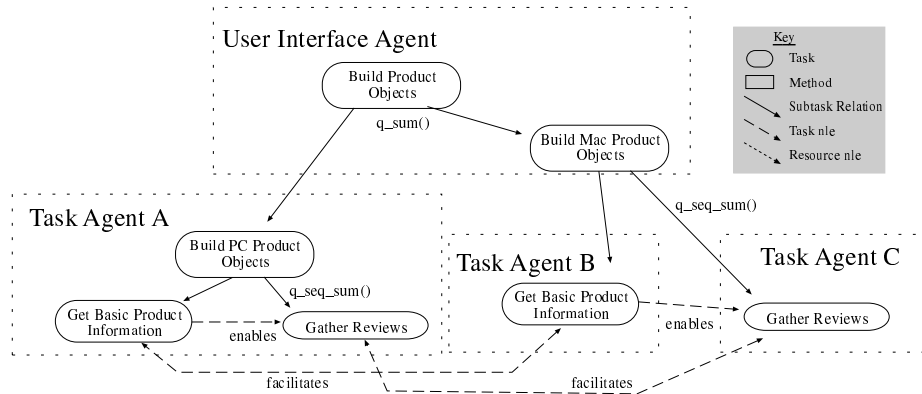 User Interface Agent
Build Product
Objects
q_sum()
Build Mac Product
Objects
Key
Task
Method
Subtask Relation
Task nle
Resource nle
Task Agent A
Build PC Product
Objects
q_seq_sum()
Get Basic Product
Information
enables
Gather Reviews
Task Agent B
Get Basic Product
Information
enables
q_seq_sum()
Task Agent C
Gather Reviews
facilitates
facilitates